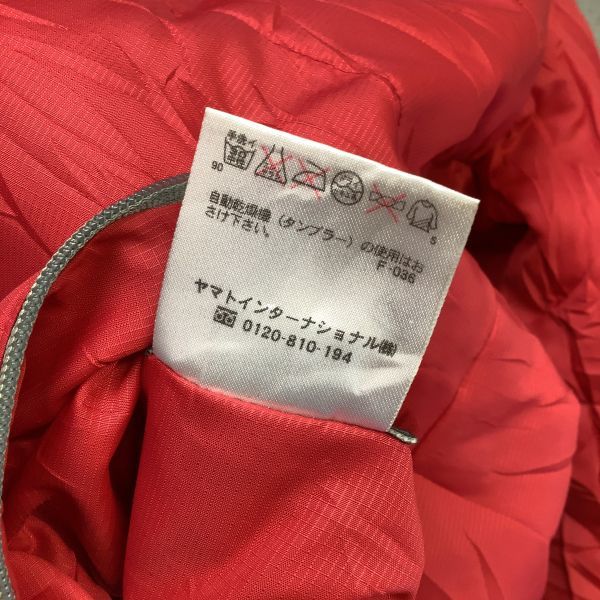 手洗イ
90 S
自動乾燥機(タンブラー)の使用はお
さけ下さい。
F-036
ヤマトインターナショナル㈱
0120-810-194